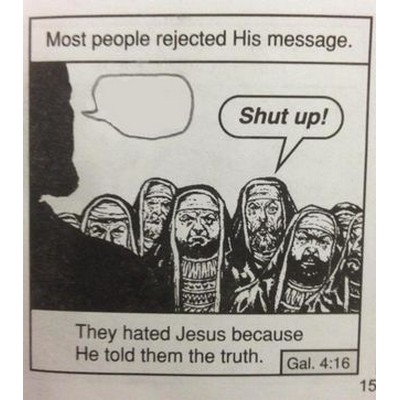 Most people rejected His message.
Shut up!
They hated Jesus because
He told them the truth.
Gal. 4:16
15